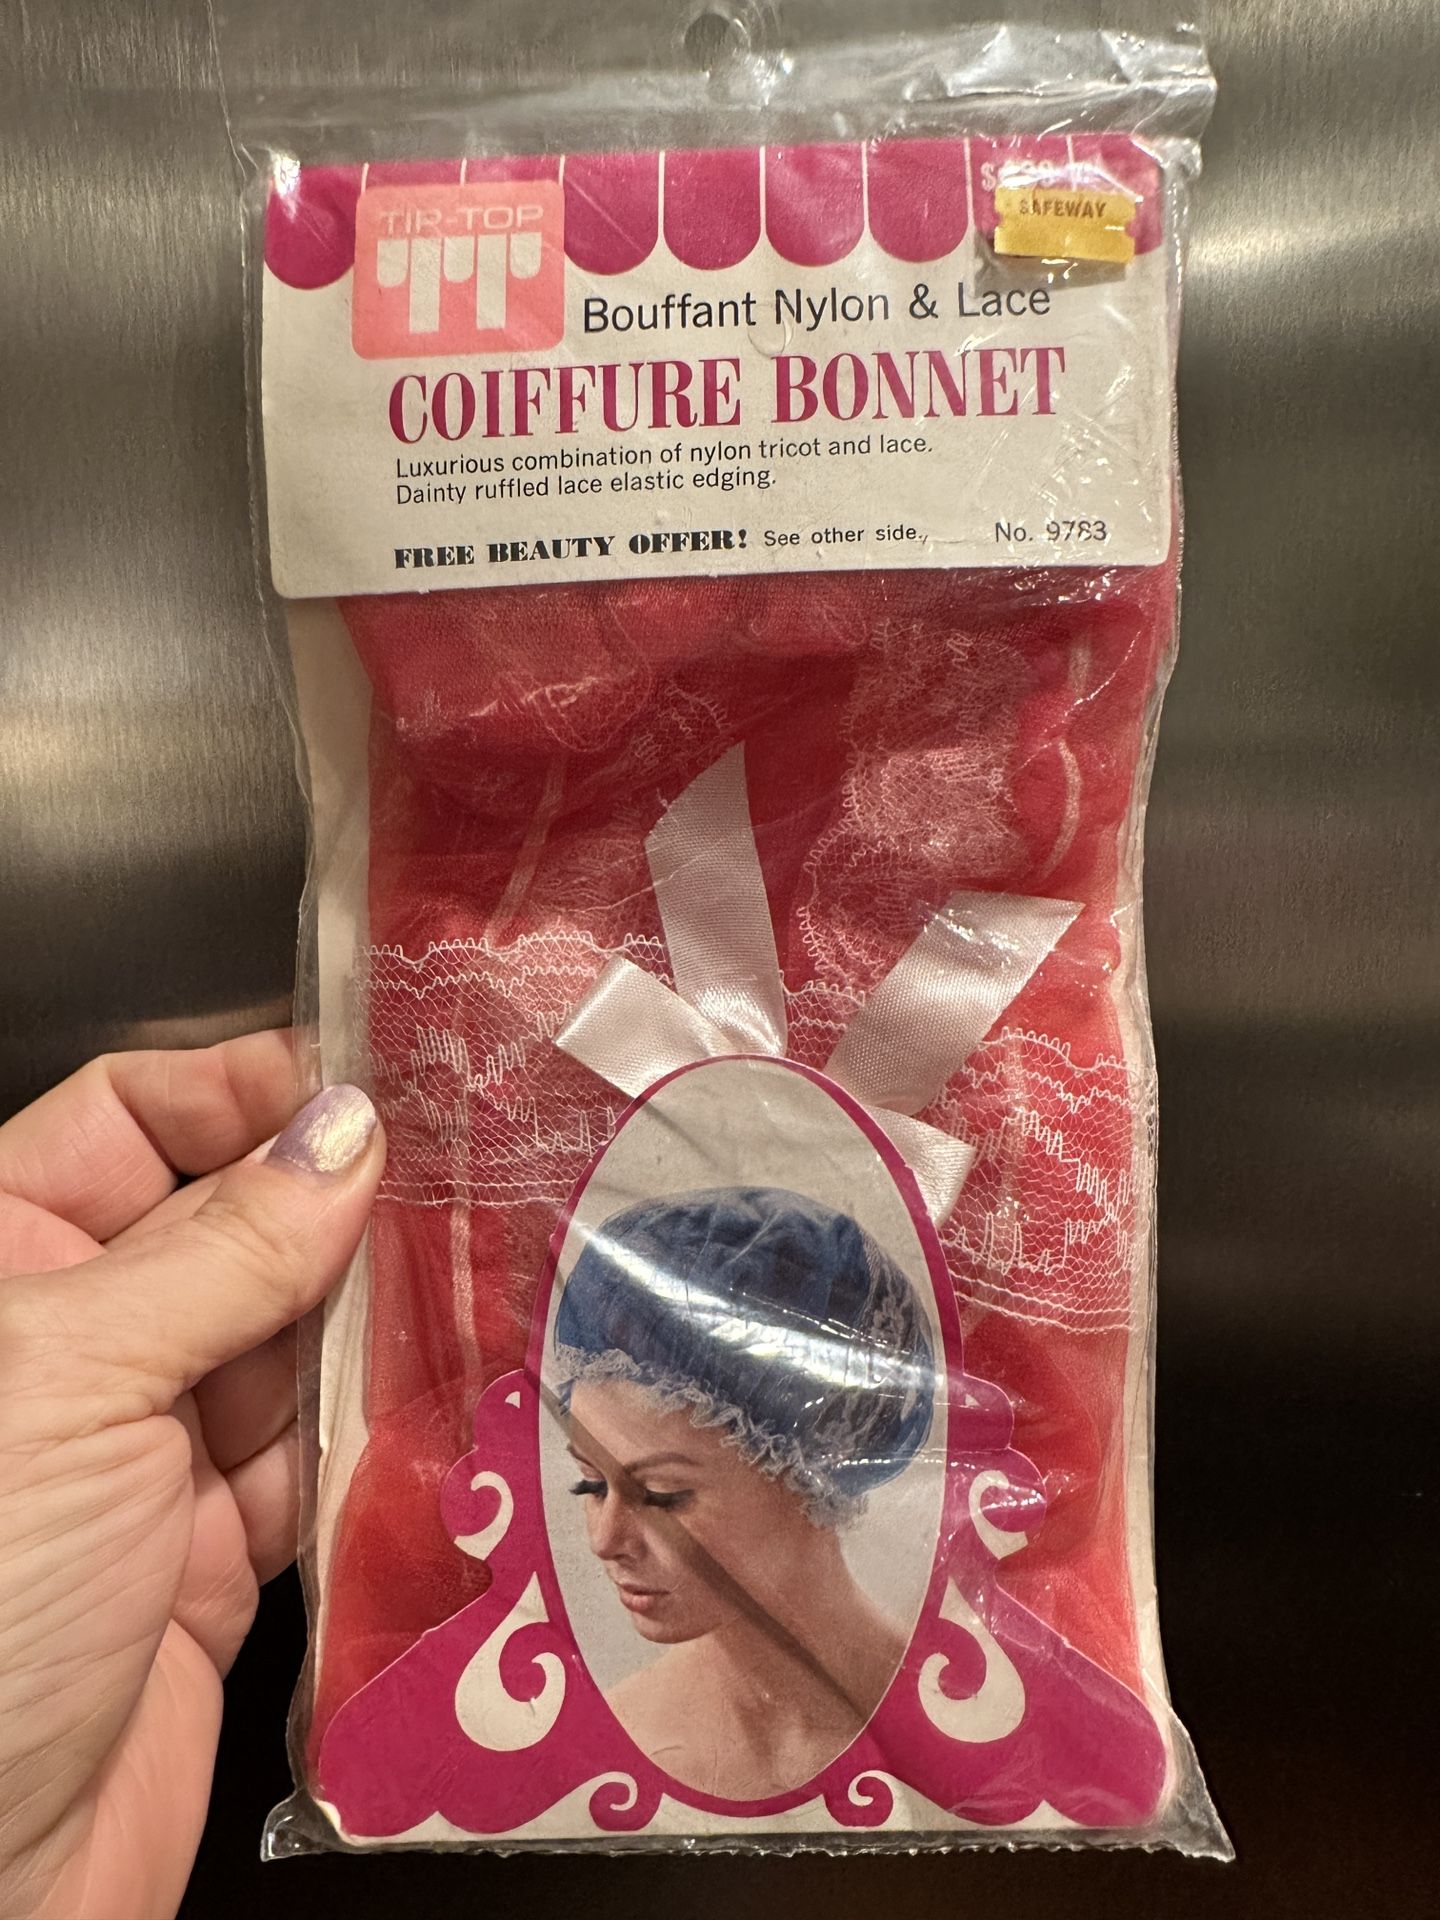 SAFEWAY
TIP-TOP
Bouffant Nylon & Lace
COIFFURE BONNET
Luxurious combination of nylon tricot and lace.
Dainty ruffled lace elastic edging.
FREE BEAUTY OFFER! See other side. No. 9783